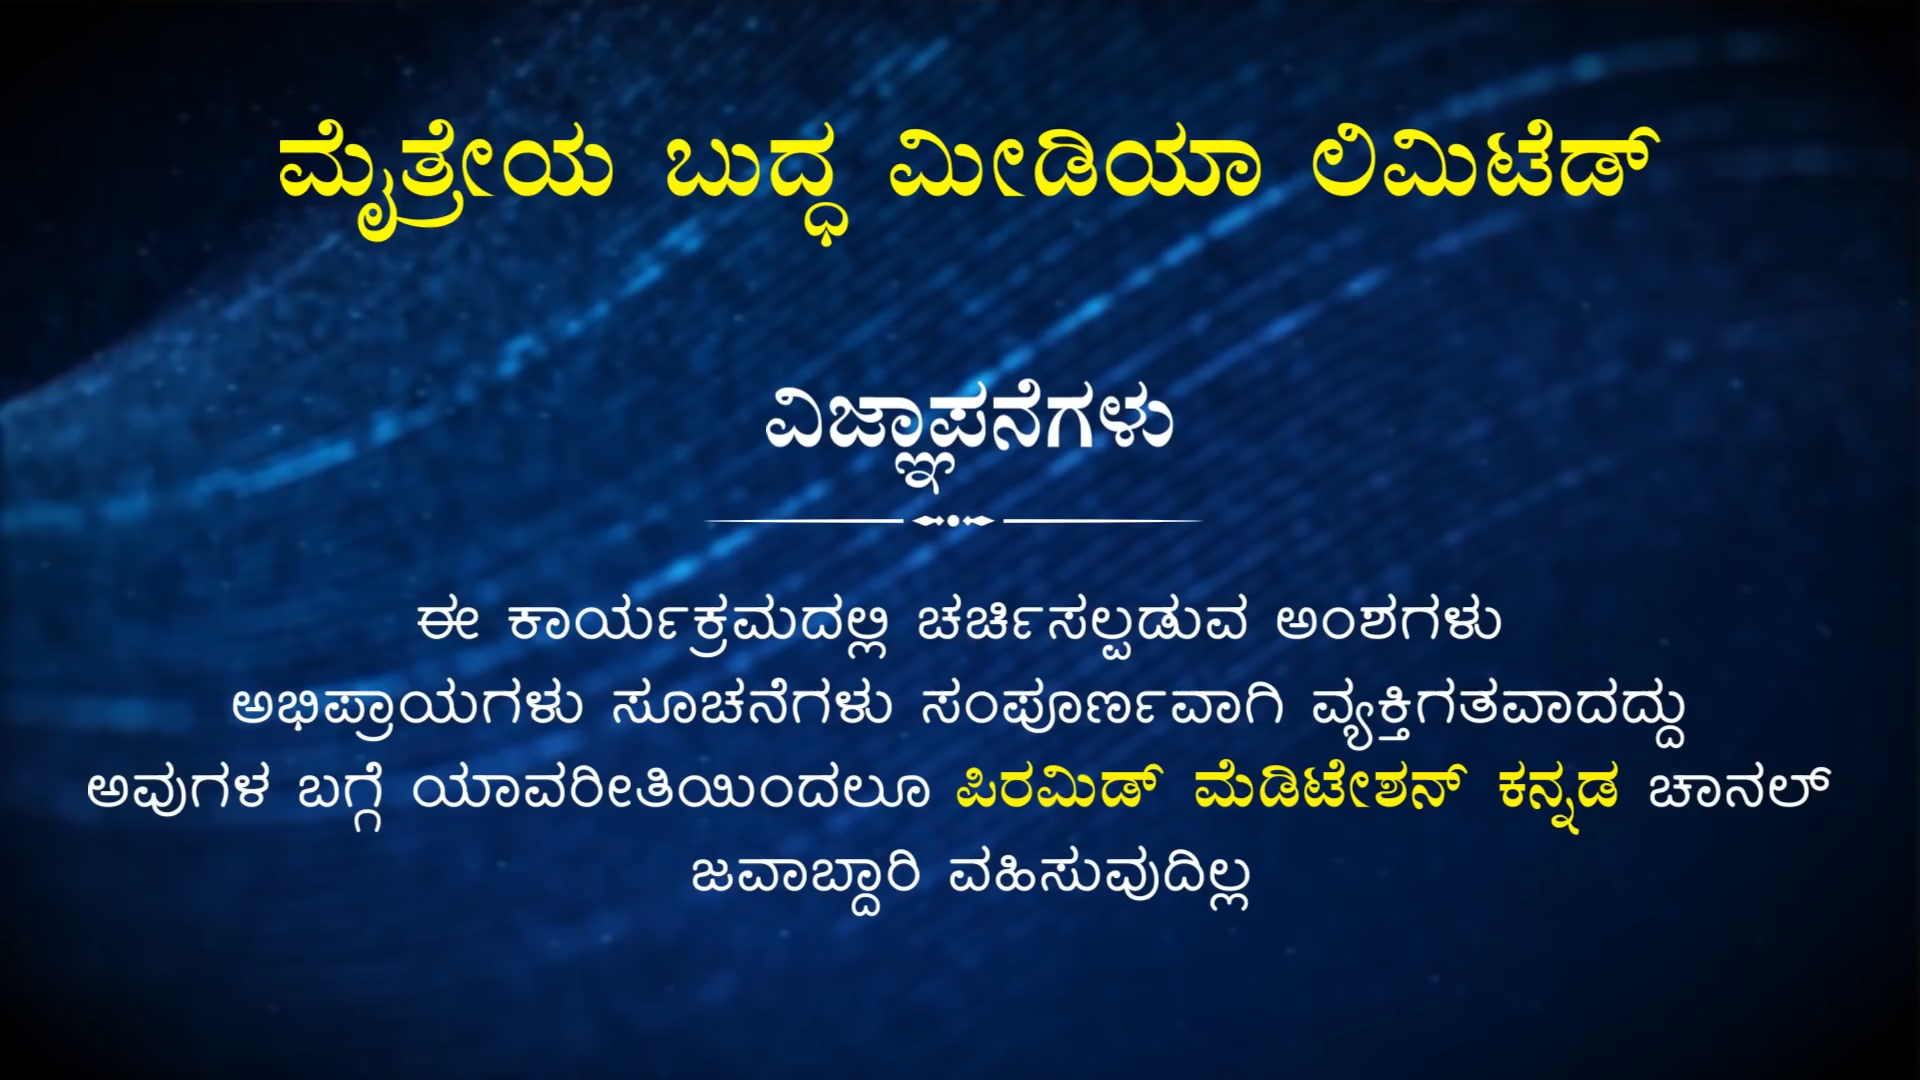 ಮೈತ್ರೇಯ ಬುದ್ಧ ಮೀಡಿಯಾ ಲಿಮಿಟೆಡ್
ವಿಜ್ಞಾಪನೆಗಳು
ಈ ಕಾರ್ಯಕ್ರಮದಲ್ಲಿ ಚರ್ಚಿಸಲ್ಪಡುವ ಅಂಶಗಳು
ಅಭಿಪ್ರಾಯಗಳು ಸೂಚನೆಗಳು ಸಂಪೂರ್ಣವಾಗಿ ವ್ಯಕ್ತಿಗತವಾದದ್ದು
ಅವುಗಳ ಬಗ್ಗೆ ಯಾವರೀತಿಯಿಂದಲೂ ಪಿರಮಿಡ್ ಮೆಡಿಟೇಶನ್ ಕನ್ನಡ ಚಾನಲ್
ಜವಾಬ್ದಾರಿ ವಹಿಸುವುದಿಲ್ಲ